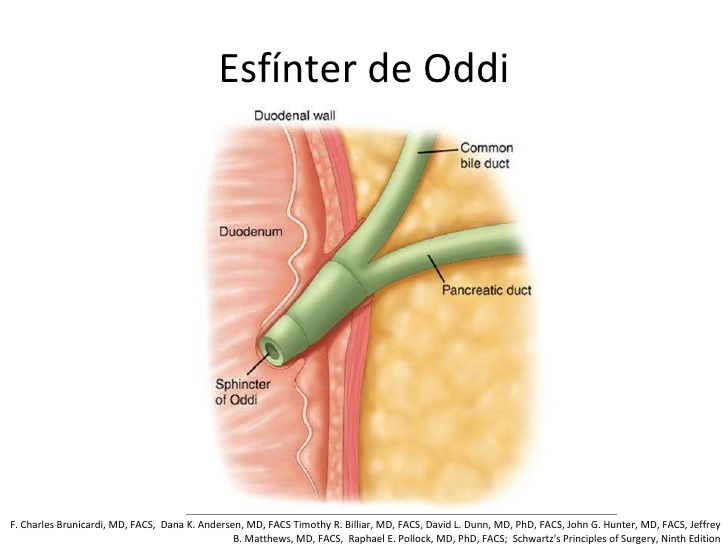 Esfínter de Oddi
Duodenal wall
Common
bile duct
Duodenum
Pancreatic duct
Sphincter
of Oddi
F. Charles Brunicardi, MD, FACS, Dana K. Andersen, MD, FACS Timothy R. Billiar, MD, FACS, David L. Dunn, MD, PhD, FACS, John G. Hunter, MD, FACS, Jeffrey
B. Matthews, MD, FACS, Raphael E. Pollock, MD, PhD, FACS; Schwartz's Principles of Surgery, Ninth Edition